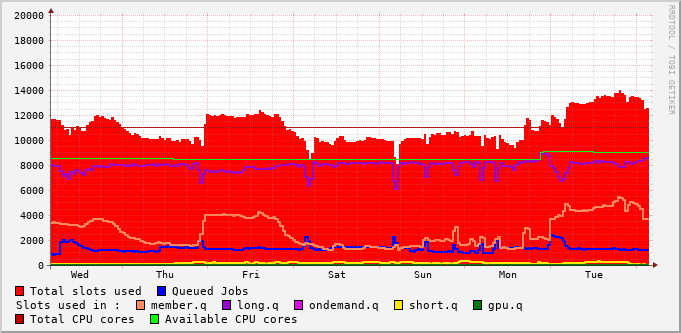 20000
18000
16000
14000
12000
10000
8000
6000
4000
2000
0
Wed Thu Fri Sat Sun Mon Tue
RRDTOOL / TOBI OETIKER
Total slots used Queued Jobs
Slots used in : member.q long.q ondemand.q short.q gpu.q
Total CPU cores Available CPU cores